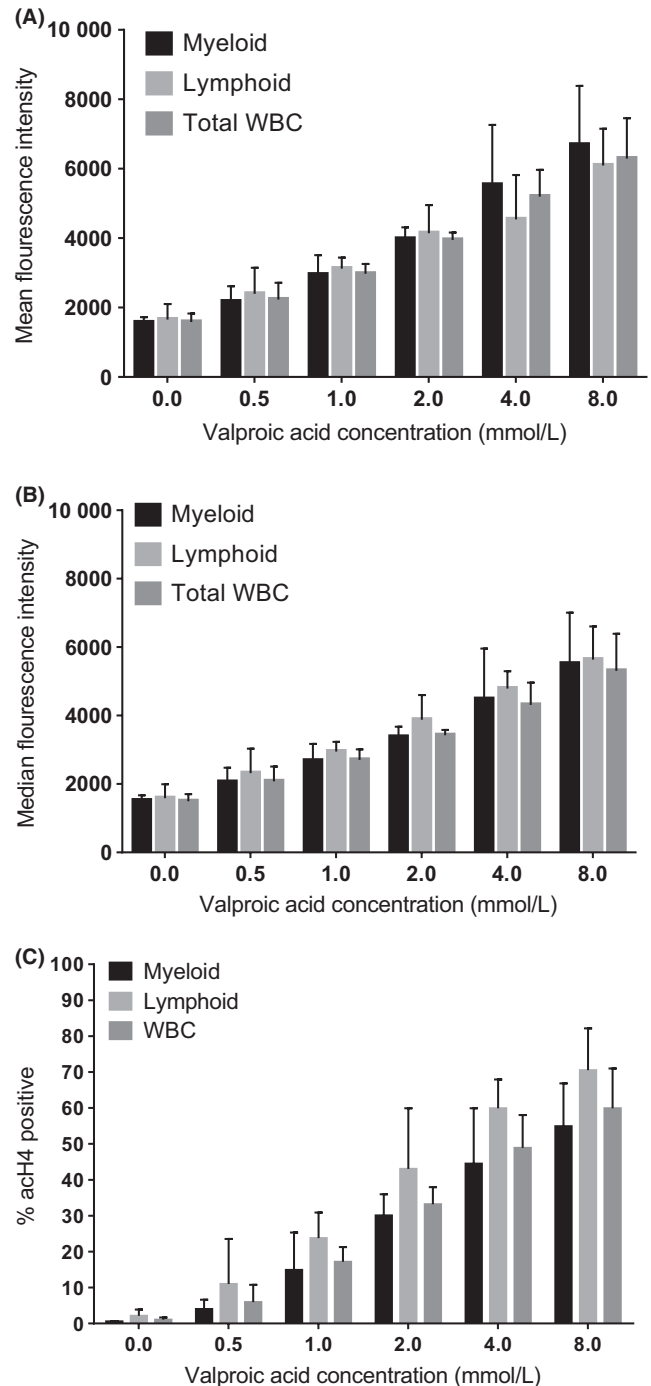 (A)
10 000
8000
6000
4000
2000
0
Mean flourescence intensity
Myeloid
Lymphoid
Total WBC
0.0 0.5 1.0 2.0 4.0 8.0
Valproic acid concentration (mmol/L)
(B)
10 000
8000
6000
4000
2000
0
Median flourescence intensity
Myeloid
Lymphoid
Total WBC
0.0 0.5 1.0 2.0 4.0 8.0
Valproic acid concentration (mmol/L)
(C)
100
90
80
70
60
50
40
30
20
10
0
% acH4 positive
Myeloid
Lymphoid
WBC
0.0 0.5 1.0 2.0 4.0 8.0
Valproic acid concentration (mmol/L)